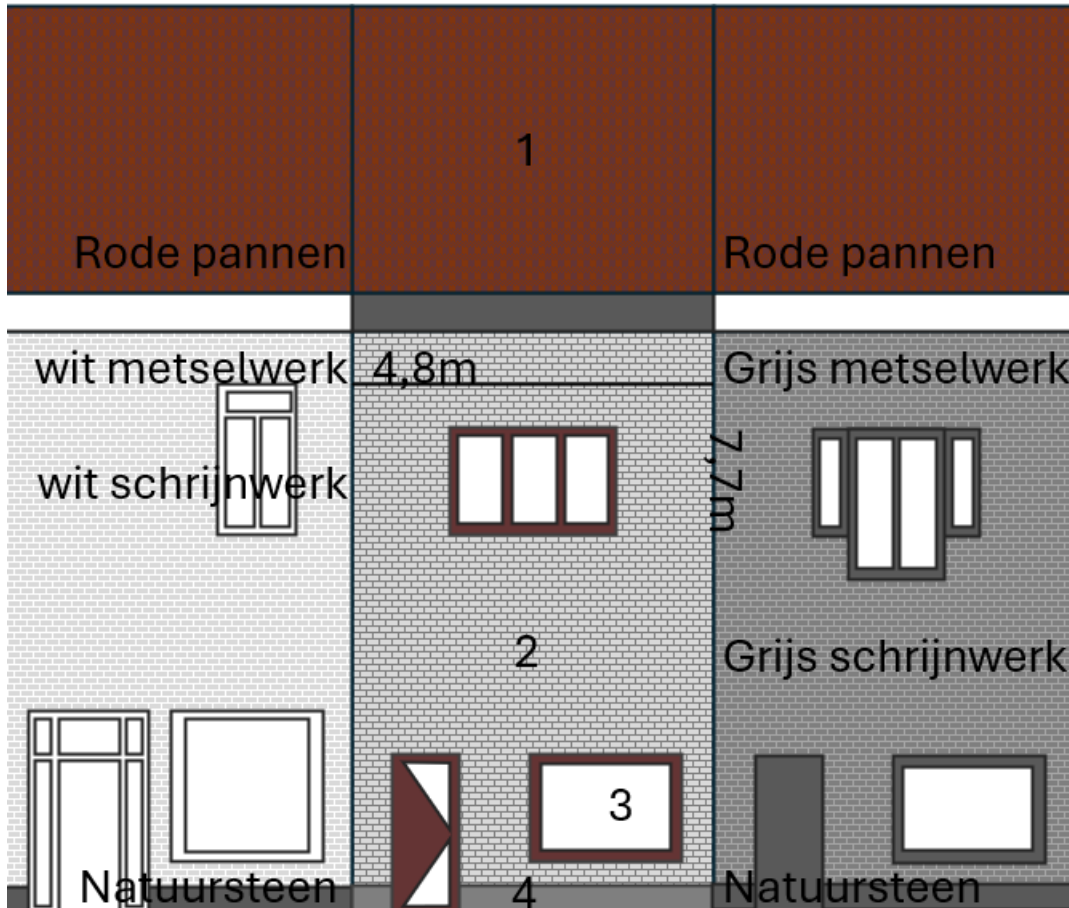 1
Rode pannen
Rode pannen
wit metselwerk
4,8m
Grijs metselwerk
7,7m
wit schrijnwerk
2
Grijs schrijnwerk
3
Natuursteen
4
Natuursteen